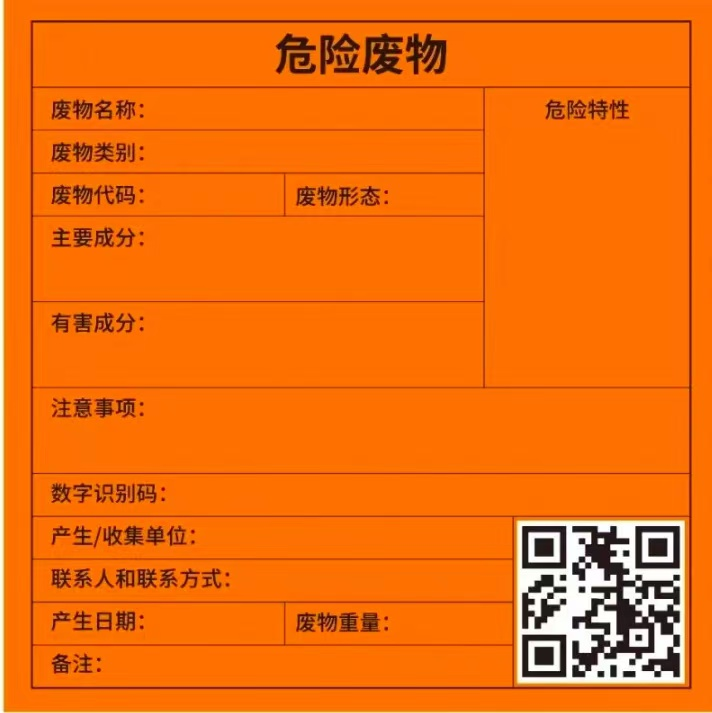 危险废物
废物名称：
危险特性
废物类别：
废物代码：
废物形态：
主要成分：
有害成分：
注意事项：
数字识别码：
产生/收集单位：
联系人和联系方式：
产生日期：
废物重量：
备注：